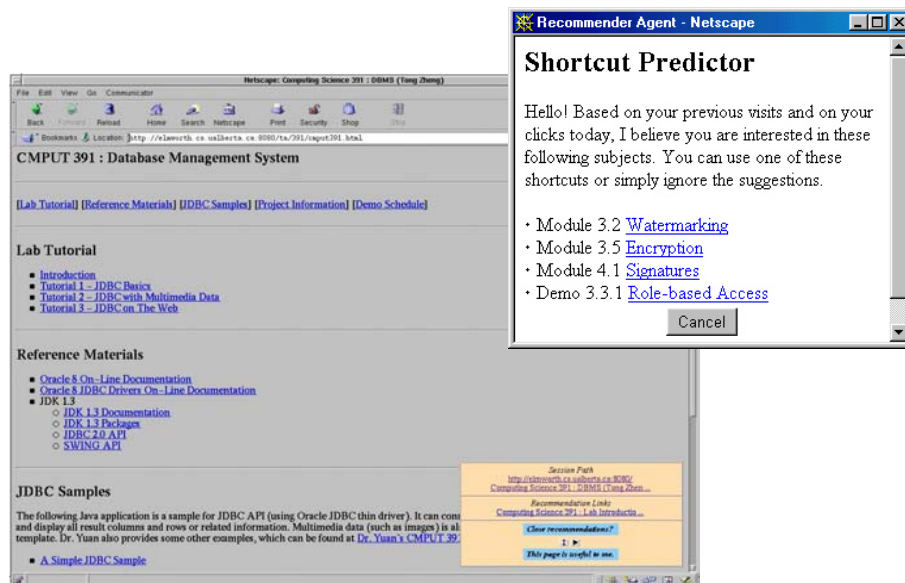 Recommender Agent - Netscape
Shortcut Predictor
Hello! Based on your previous visits and on your
clicks today, I believe you are interested in these
following subjects. You can use one of these
shortcuts or simply ignore the suggestions.
· Module 3.2 Watermarking
· Module 3.5 Encryption
· Module 4.1 Signatures
· Demo 3.3.1 Role-based Access
Cancel
Netscape: Computing Science 391 : DBMS (Tong Zheng)
File Edit View Go Communicator
Back Forward Reload Home Search Netscape Print Security Shop Stop
Bookmarks Location:
CMPUT 391 : Database Management System
[Lab Tutorial] [Reference Materials] [JDBC Samples] [Project Information] [Demo Schedule]
Lab Tutorial
Introduction
Tutorial 1 – JDBC Basics
Tutorial 2 – JDBC with Multimedia Data
Tutorial 3 – JDBC on The Web
Reference Materials
Oracle 8 On–Line Documentation
Oracle 8 JDBC Drivers On–Line Documentation
JDK 1.3
JDK 1.3 Documentation
JDK 1.3 Packages
JDBC 2.0 API
SWING API
JDBC Samples
The following Java application is a sample for JDBC API (using Oracle JDBC thin driver). It can
and display all result columns and rows or related information. Multimedia data (such as images) is
template. Dr. Yuan also provides some other examples, which can be found at Dr. Yuan's CMPUT 39
A Simple JDBC Sample
Session Path
Computing Science 391 : DBMS (Tong Zhen ...
Recommendation Links
Computing Science 391 : Lab Introductio ...
Close recommendations?
This page is useful to me.